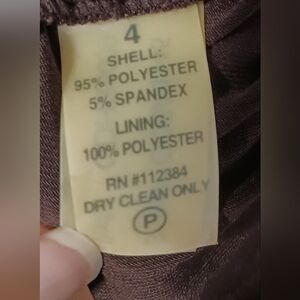 4
SHELL:
95% POLYESTER
5% SPANDEX
LINING:
100% POLYESTER
RN #112384
DRY CLEAN ONLY
P